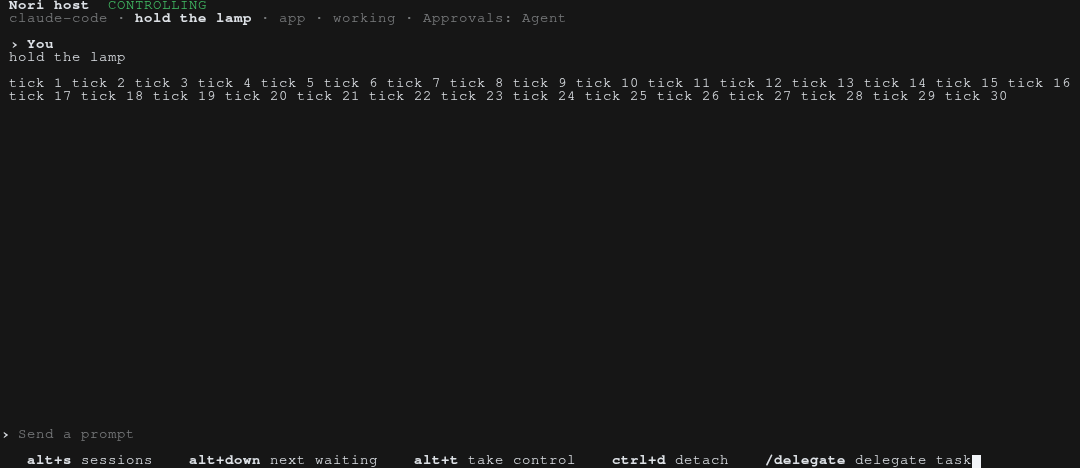 Nori host  CONTROLLING
claude-code · hold the lamp · app · working · Approvals: Agent
› You
hold the lamp
tick 1 tick 2 tick 3 tick 4 tick 5 tick 6 tick 7 tick 8 tick 9 tick 10 tick 11 tick 12 tick 13 tick 14 tick 15 tick 16
tick 17 tick 18 tick 19 tick 20 tick 21 tick 22 tick 23 tick 24 tick 25 tick 26 tick 27 tick 28 tick 29 tick 30
› Send a prompt
alt+s sessions    alt+down next waiting    alt+t take control    ctrl+d detach    /delegate delegate task